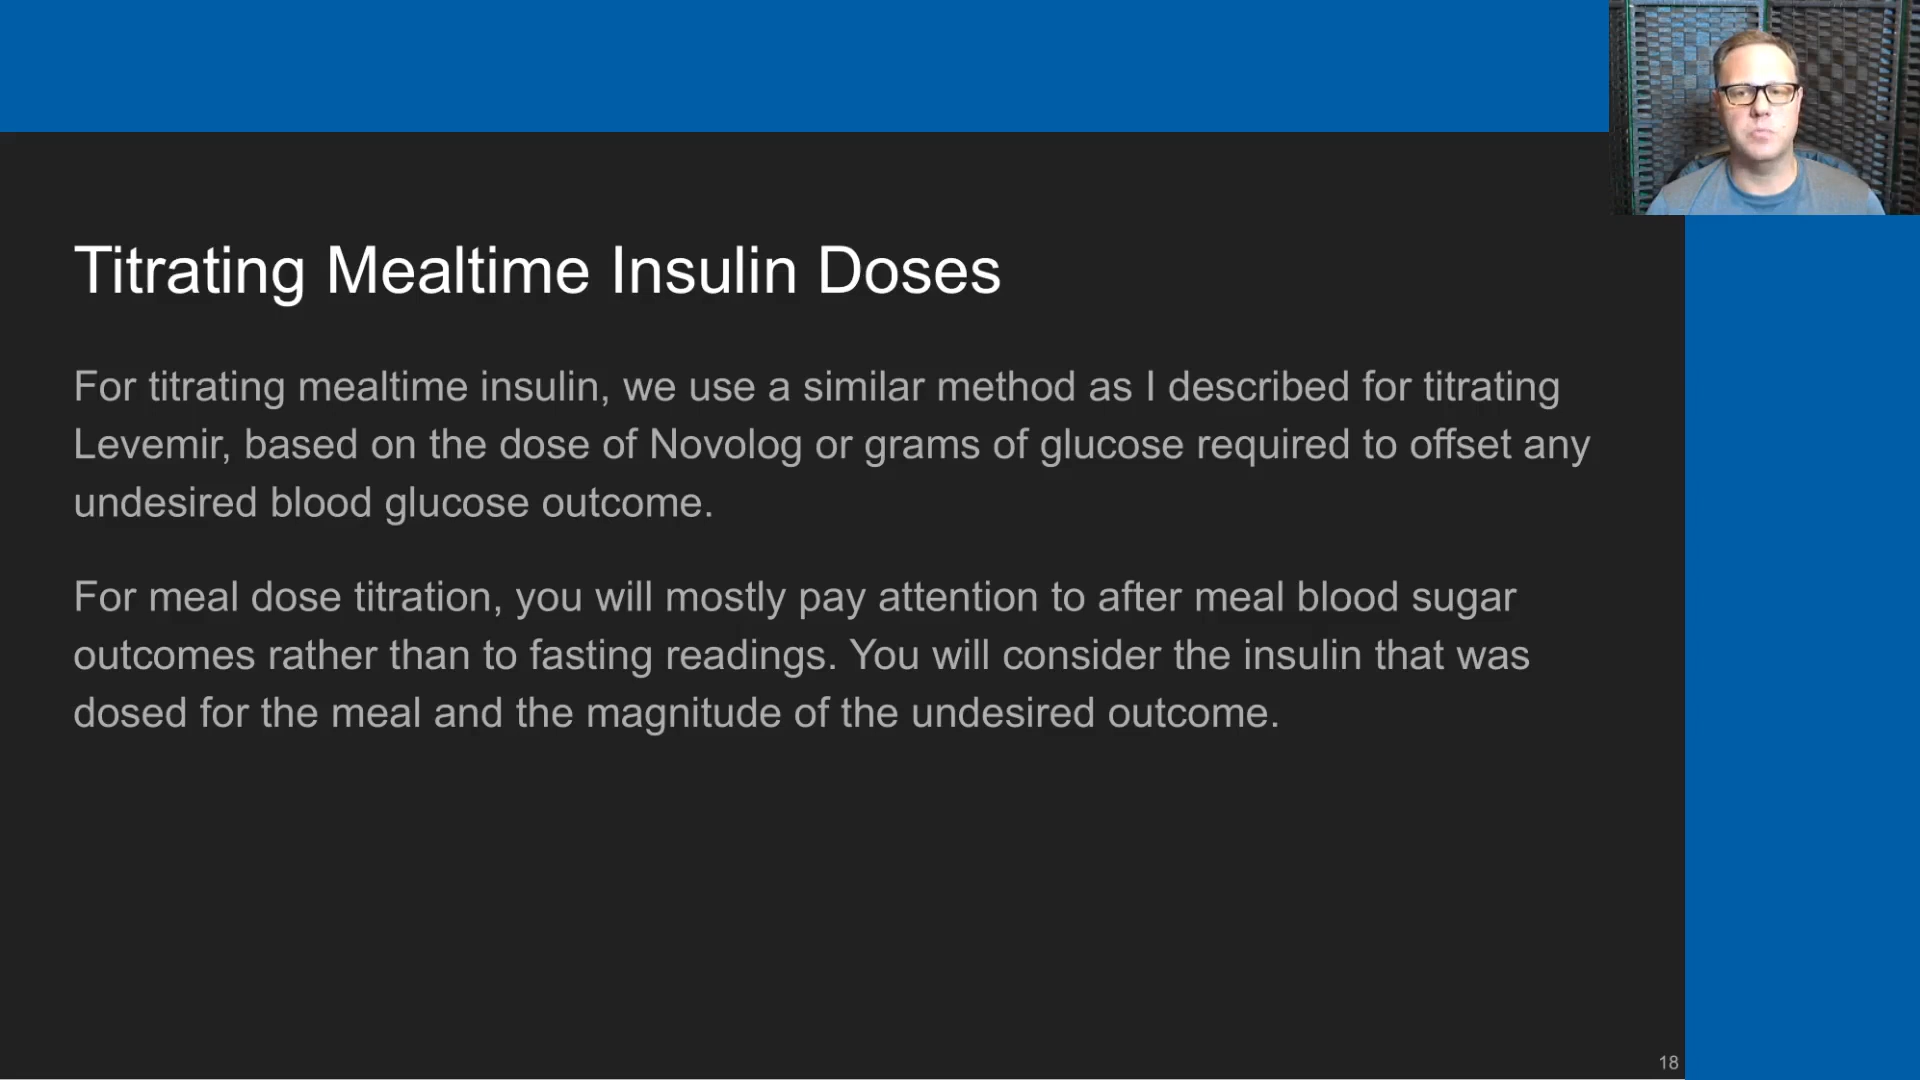 Titrating Mealtime Insulin Doses
For titrating mealtime insulin, we use a similar method as I described for titrating
Levemir, based on the dose of Novolog or grams of glucose required to offset any
undesired blood glucose outcome.
For meal dose titration, you will mostly pay attention to after meal blood sugar
outcomes rather than to fasting readings. You will consider the insulin that was
dosed for the meal and the magnitude of the undesired outcome.
18